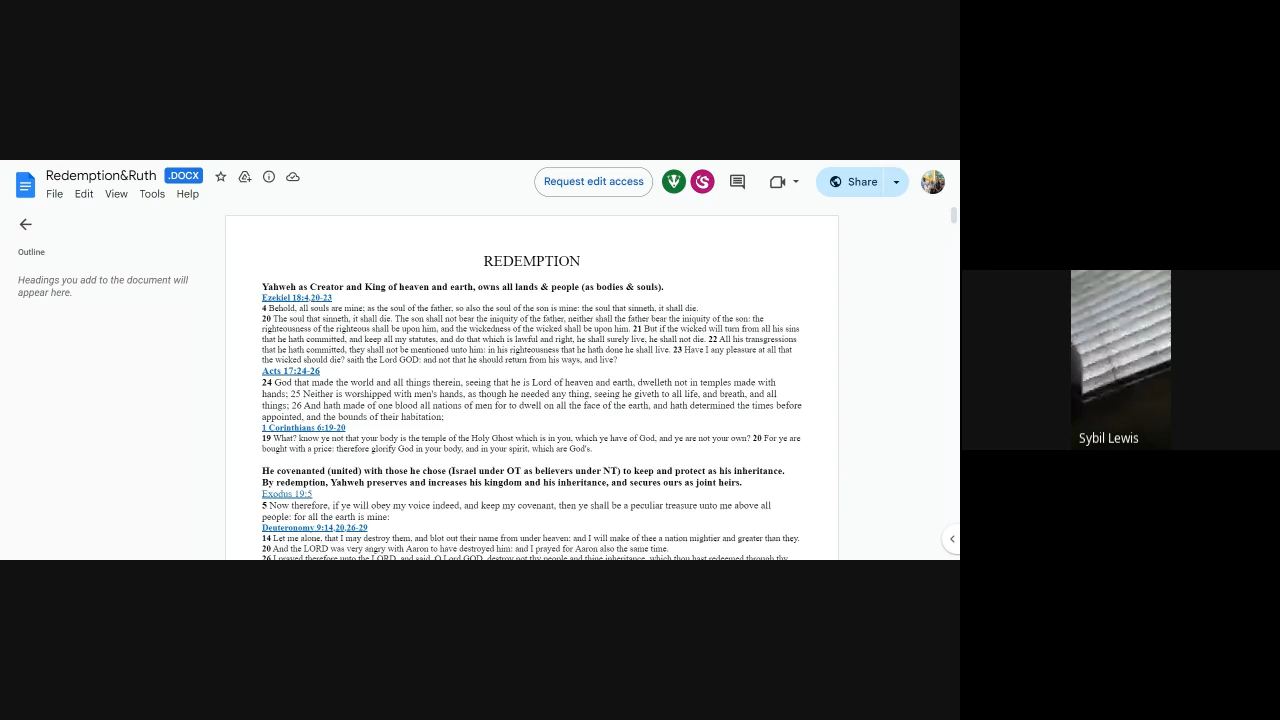 Redemption&Ruth .DOCX
File Edit View Tools Help
Request edit access
Share
Outline
Headings you add to the document will
appear here.
REDEMPTION
Yahweh as Creator and King of heaven and earth, owns all lands & people (as bodies & souls).
Ezekiel 18:4,20-23
4 Behold, all souls are mine; as the soul of the father, so also the soul of the son is mine: the soul that sinneth, it shall die.
20 The soul that sinneth, it shall die. The son shall not bear the iniquity of the father, neither shall the father bear the iniquity of the son: the
righteousness of the righteous shall be upon him, and the wickedness of the wicked shall be upon him. 21 But if the wicked will turn from all his sins
that he hath committed, and keep all my statutes, and do that which is lawful and right, he shall surely live, he shall not die. 22 All his transgressions
that he hath committed, they shall not be mentioned unto him: in his righteousness that he hath done he shall live. 23 Have I any pleasure at all that
the wicked should die? saith the Lord GOD: and not that he should return from his ways, and live?
Acts 17:24-26
24 God that made the world and all things therein, seeing that he is Lord of heaven and earth, dwelleth not in temples made with
hands; 25 Neither is worshipped with men's hands, as though he needed any thing, seeing he giveth to all life, and breath, and all
things; 26 And hath made of one blood all nations of men for to dwell on all the face of the earth, and hath determined the times before
appointed, and the bounds of their habitation;
1 Corinthians 6:19-20
19 What? know ye not that your body is the temple of the Holy Ghost which is in you, which ye have of God, and ye are not your own? 20 For ye are
bought with a price: therefore glorify God in your body, and in your spirit, which are God's.
He covenanted (united) with those he chose (Israel under OT as believers under NT) to keep and protect as his inheritance.
By redemption, Yahweh preserves and increases his kingdom and his inheritance, and secures ours as joint heirs.
Exodus 19:5
5 Now therefore, if ye will obey my voice indeed, and keep my covenant, then ye shall be a peculiar treasure unto me above all
people: for all the earth is mine:
Deuteronomy 9:14,20,26-29
14 Let me alone, that I may destroy them, and blot out their name from under heaven: and I will make of thee a nation mightier and greater than they.
20 And the LORD was very angry with Aaron to have destroyed him: and I prayed for Aaron also the same time.
26 I prayed therefore unto the LORD, and said, O Lord GOD, destroy not thy people and thine inheritance, which thou hast redeemed through thy
Sybil Lewis